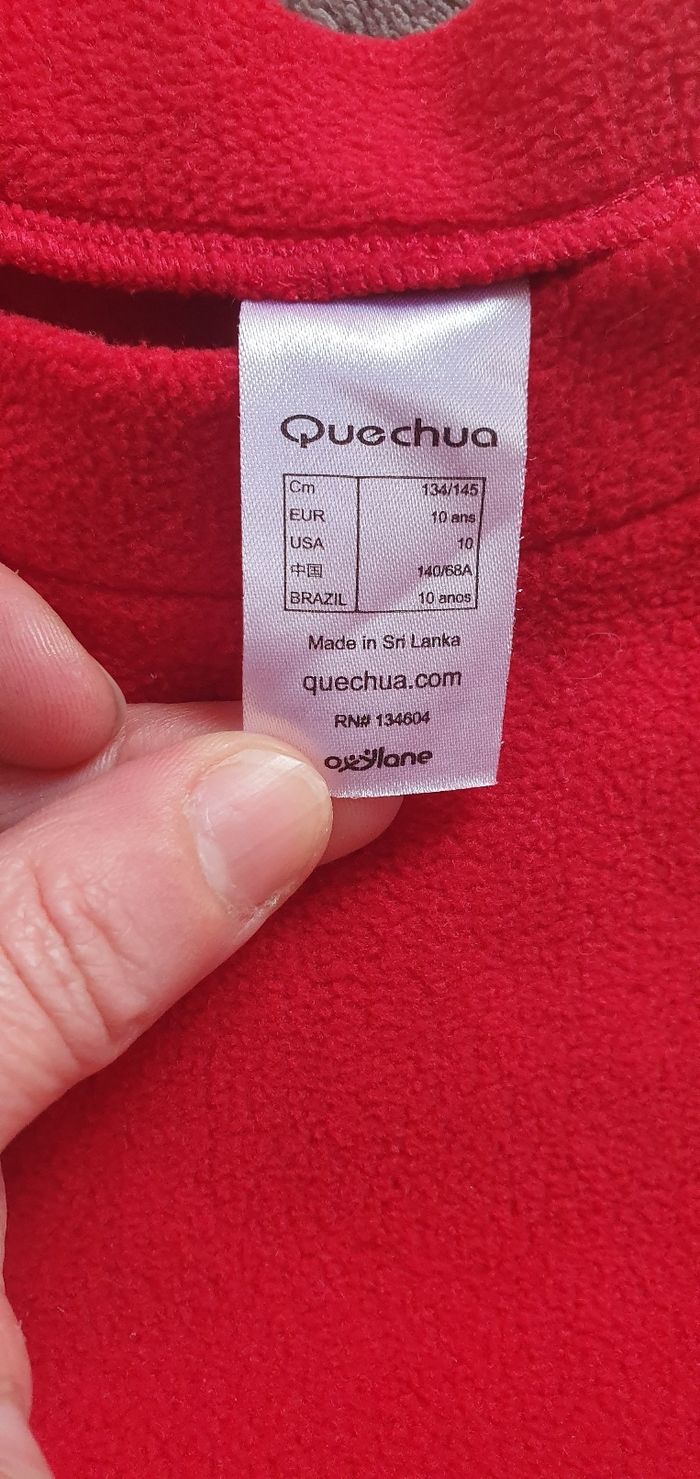 Quechua
Cm 134/145
EUR 10 ans
USA 10
中国 140/68A
BRAZIL 10 anos
Made in Sri Lanka
quechua.com
RN# 134604
oxylane